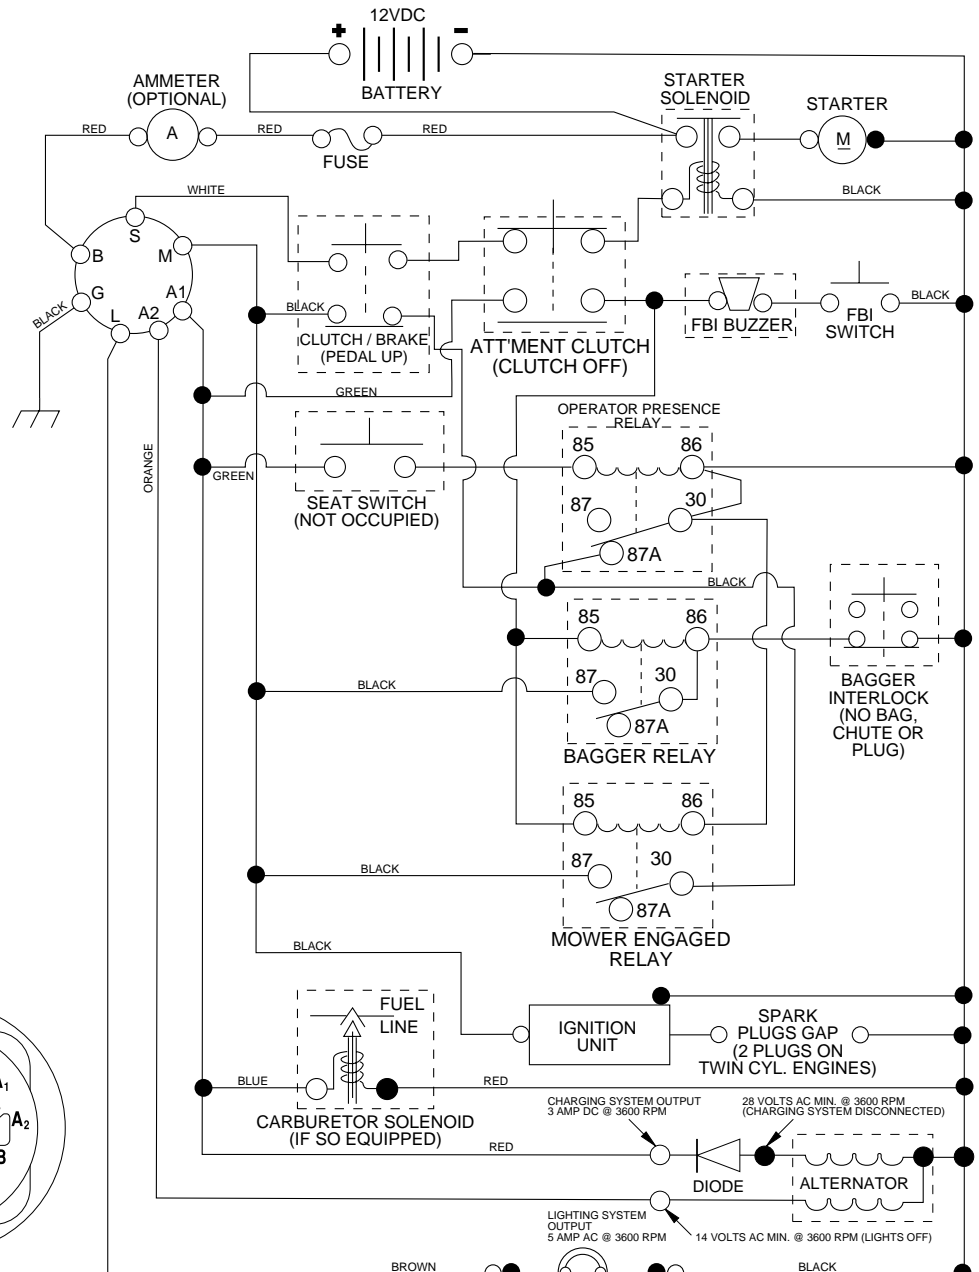 12VDC
+ -
BATTERY
AMMETER
(OPTIONAL)
STARTER
SOLENOID
STARTER
RED
A
RED
RED
FUSE
M
WHITE
BLACK
S
B
M
G
A1
L
A2
BLACK
BLACK
CLUTCH / BRAKE
(PEDAL UP)
ATT'MENT CLUTCH
(CLUTCH OFF)
FBI BUZZER
FBI
SWITCH
BLACK
GREEN
OPERATOR PRESENCE
RELAY
ORANGE
GREEN
SEAT SWITCH
(NOT OCCUPIED)
85
86
87
30
87A
BLACK
85
86
87
30
87A
BLACK
BAGGER RELAY
BAGGER
INTERLOCK
(NO BAG,
CHUTE OR
PLUG)
85
86
87
30
87A
BLACK
MOWER ENGAGED
RELAY
BLACK
FUEL
LINE
IGNITION
UNIT
SPARK
PLUGS GAP
(2 PLUGS ON
TWIN CYL. ENGINES)
BLUE
RED
CARBURETOR SOLENOID
(IF SO EQUIPPED)
CHARGING SYSTEM OUTPUT
3 AMP DC @ 3600 RPM
28 VOLTS AC MIN. @ 3600 RPM
(CHARGING SYSTEM DISCONNECTED)
RED
DIODE
ALTERNATOR
LIGHTING SYSTEM
OUTPUT
5 AMP AC @ 3600 RPM
14 VOLTS AC MIN. @ 3600 RPM (LIGHTS OFF)
BROWN
BLACK
A₁
A₂
B